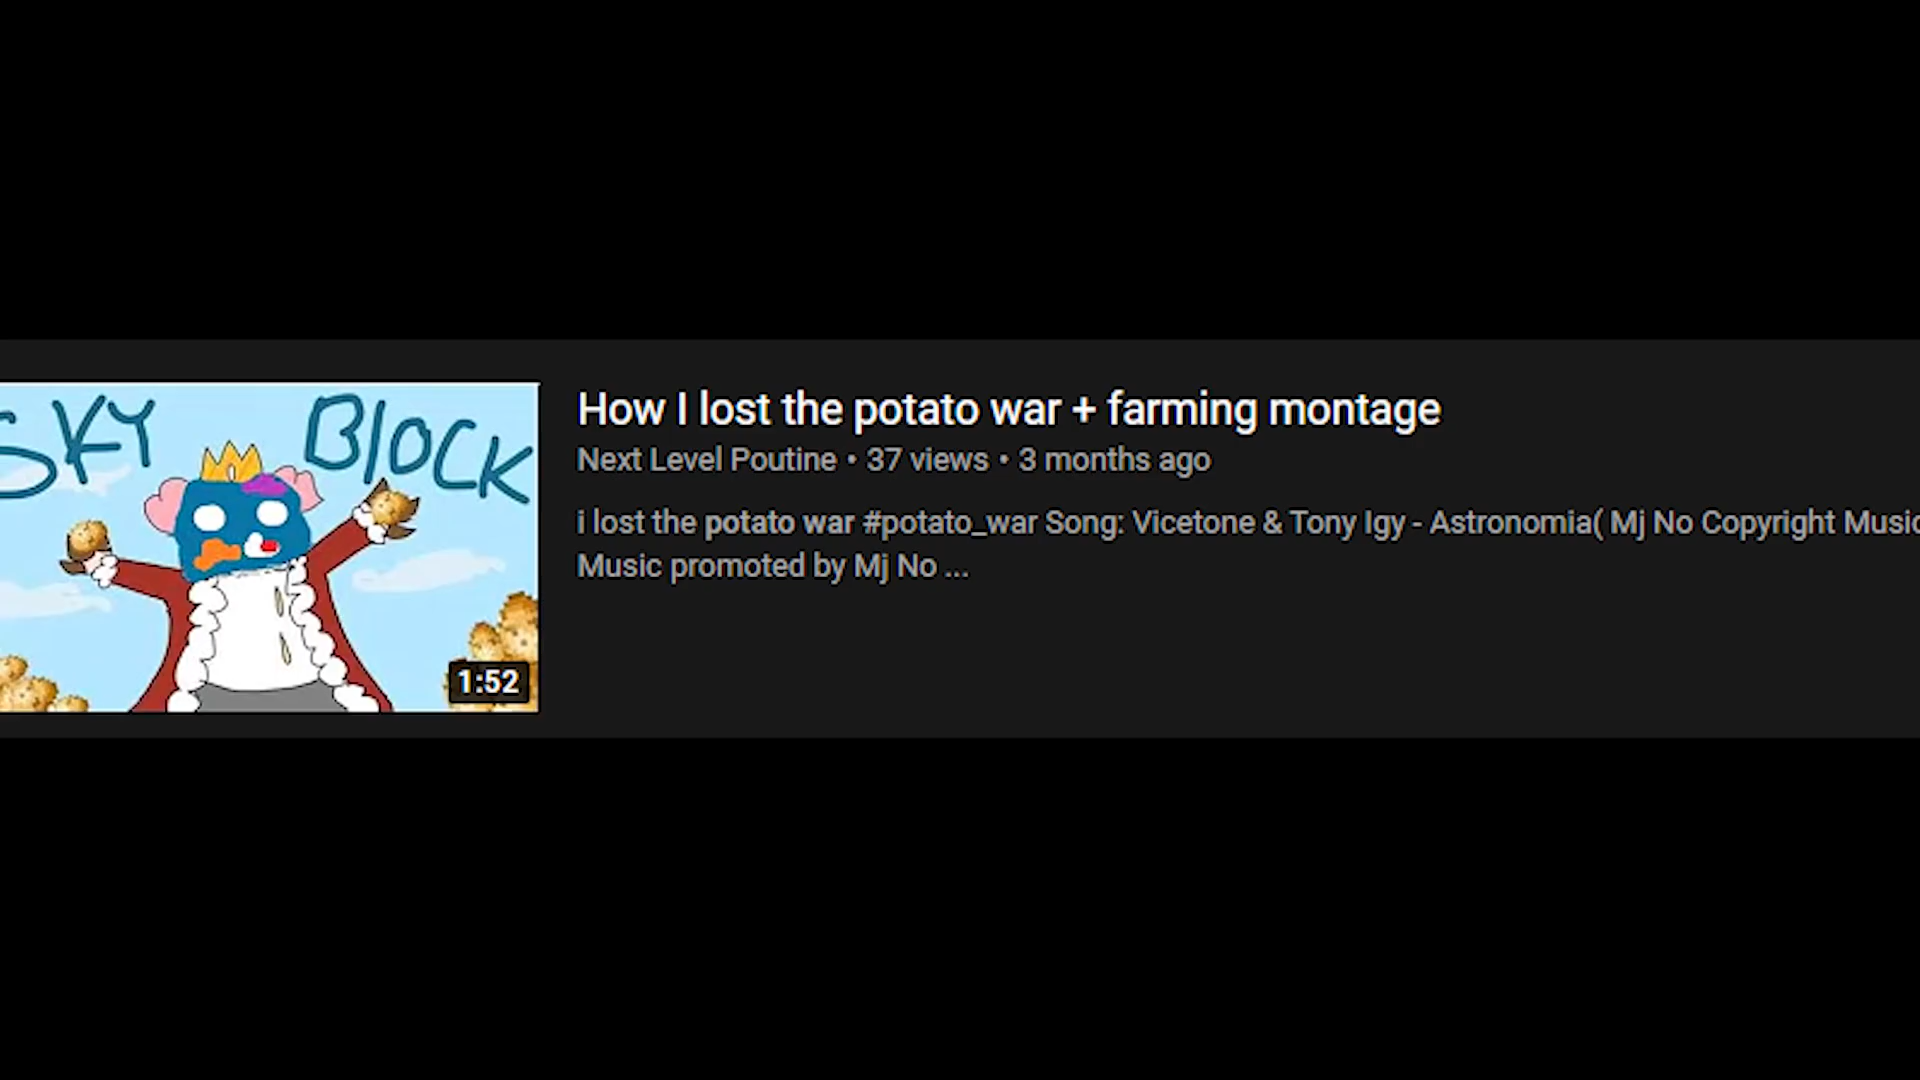 SKY BLOCK
1:52
How I lost the potato war + farming montage
Next Level Poutine • 37 views • 3 months ago
i lost the potato war #potato_war Song: Vicetone & Tony Igy - Astronomia( Mj No Copyright Music
Music promoted by Mj No ...